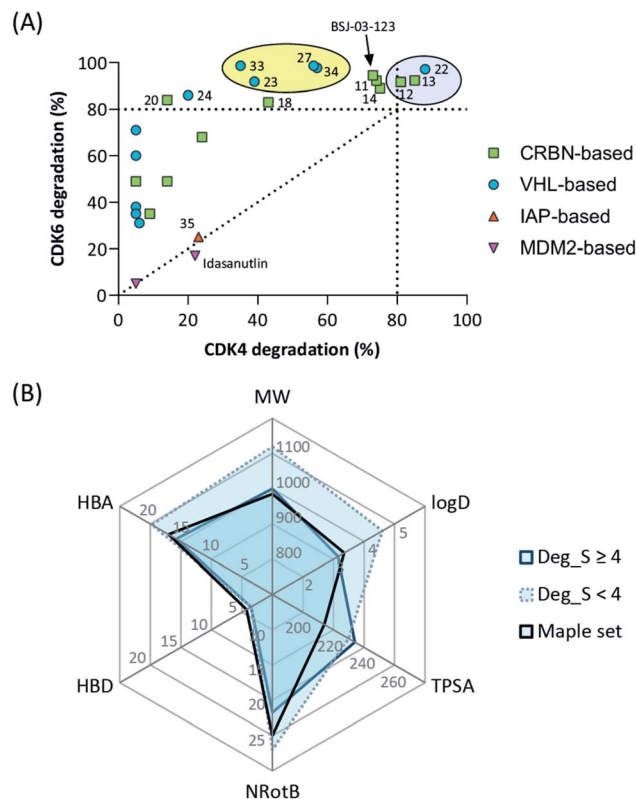 (A)
BSJ-03-123
100
80
60
40
20
0
CDK6 degradation (%)
33
27
34
23
22
11
13
12
14
20
24
18
35
Idasanutlin
0
20
40
60
80
100
CDK4 degradation (%)
CRBN-based
VHL-based
IAP-based
MDM2-based
(B)
MW
1100
1000
900
800
HBA
20
15
10
5
logD
5
4
3
2
HBD
20
15
10
5
TPSA
200
220
240
260
10
20
25
NRotB
Deg_S ≥ 4
Deg_S < 4
Maple set